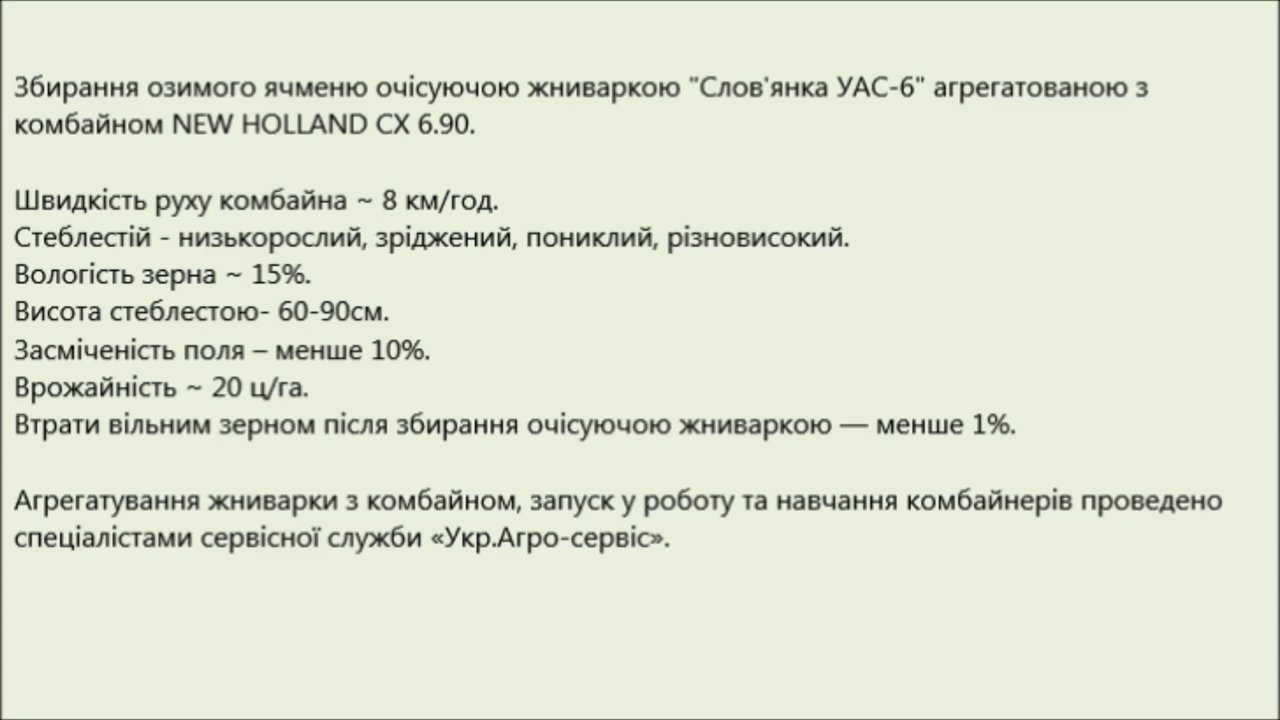 Збирання озимого ячменю очісуючою жниваркою "Слов'янка УАС-6" агрегатованою з
комбайном NEW HOLLAND CX 6.90.
Швидкість руху комбайна ~ 8 км/год.
Стеблестій - низькорослий, зріджений, пониклий, різновисокий.
Вологість зерна ~ 15%.
Висота стеблестою- 60-90см.
Засміченість поля – менше 10%.
Врожайність ~ 20 ц/га.
Втрати вільним зерном після збирання очісуючою жниваркою — менше 1%.
Агрегатування жниварки з комбайном, запуск у роботу та навчання комбайнерів проведено
спеціалістами сервісної служби «Укр.Агро-сервіс».